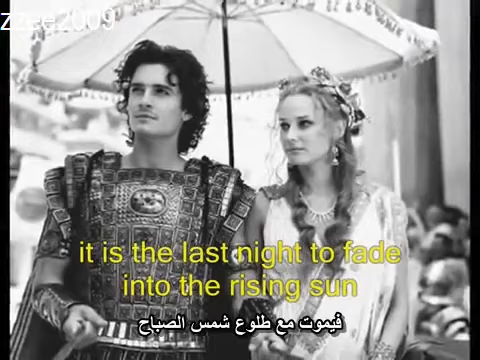 zzee2009
it is the last night to fade
into the rising sun
فيموت مع طلوع شمس الصباح